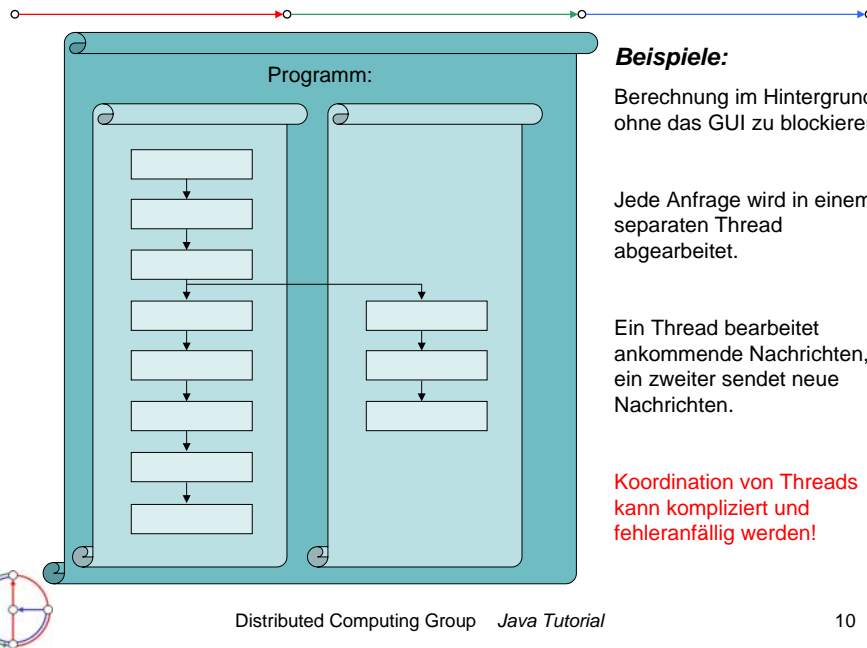 Programm:
Beispiele:
Berechnung im Hintergrund
ohne das GUI zu blockieren
Jede Anfrage wird in einem
separaten Thread
abgearbeitet.
Ein Thread bearbeitet
ankommende Nachrichten,
ein zweiter sendet neue
Nachrichten.
Koordination von Threads
kann kompliziert und
fehleranfällig werden!
Distributed Computing Group Java Tutorial 10